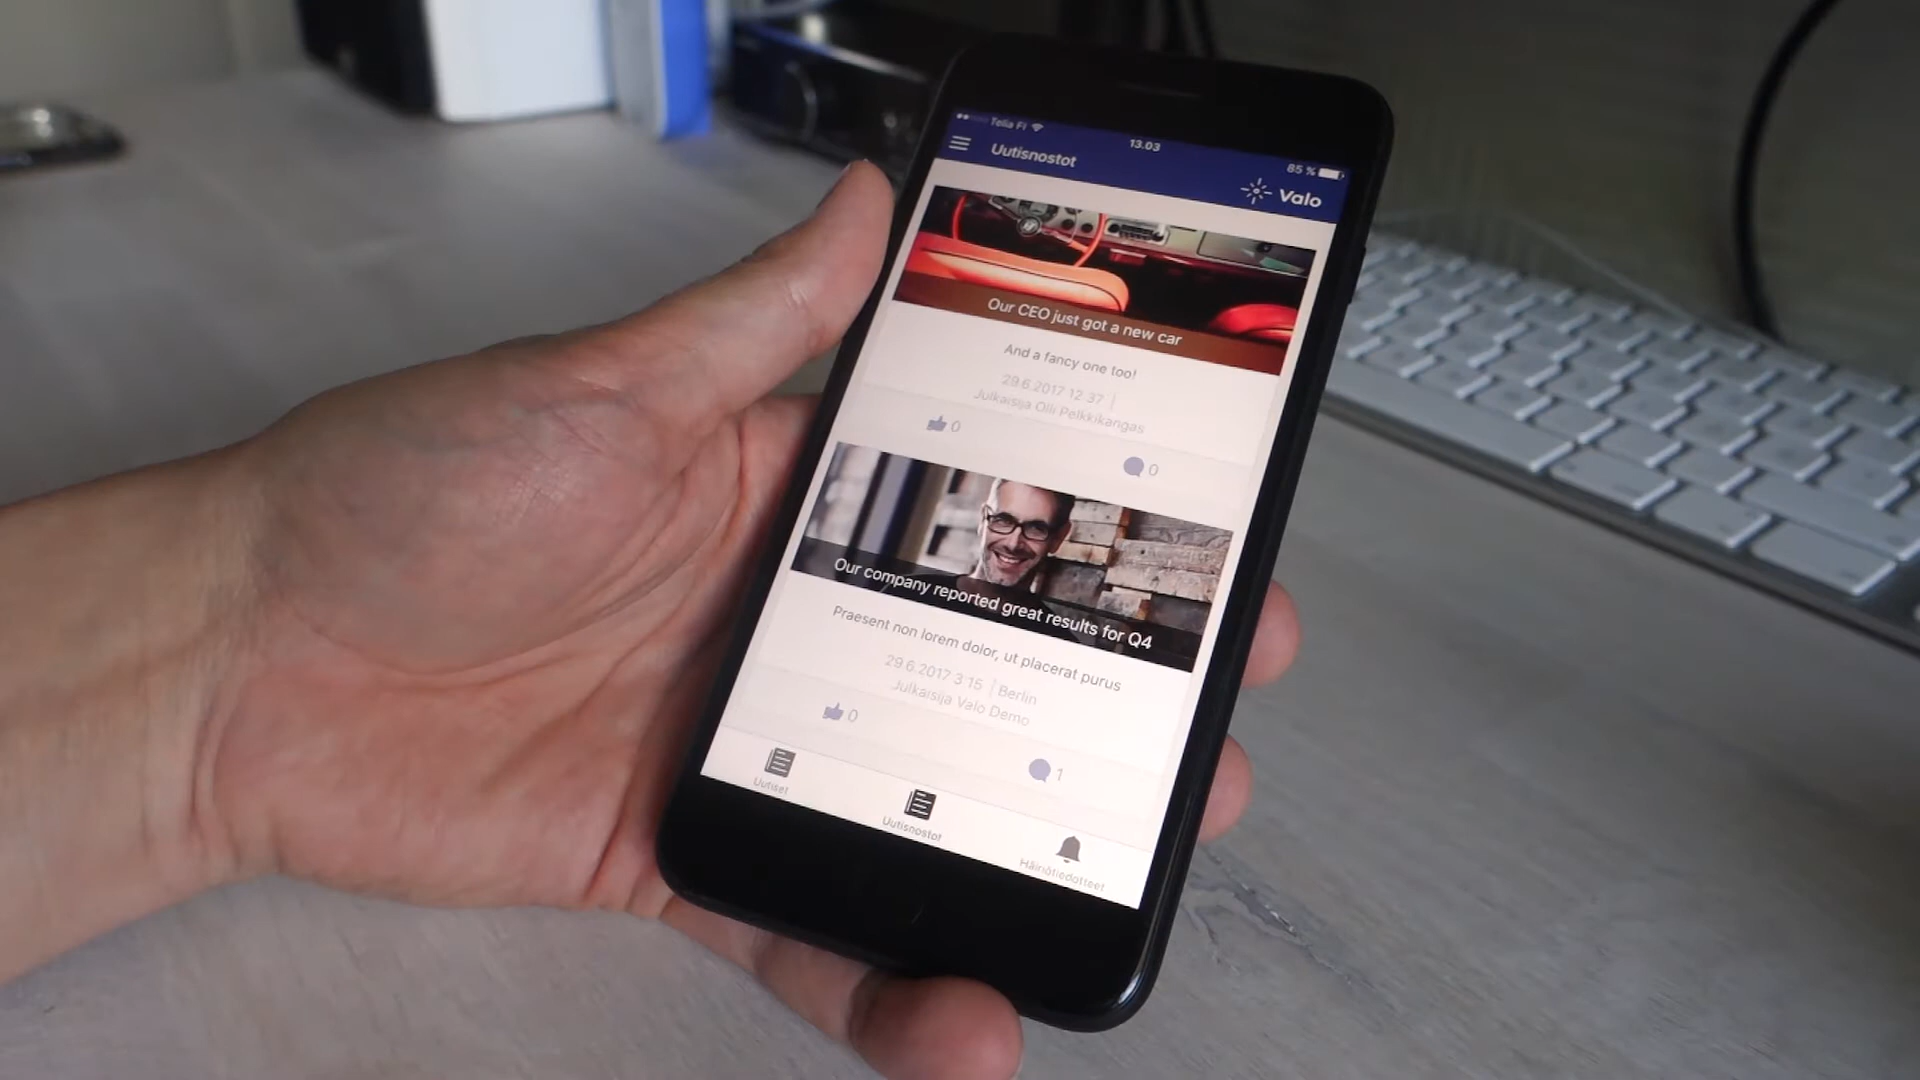 Telia FI
13.03
85 %
Uutisnostot
Valo
Our CEO just got a new car
And a fancy one too!
29.6.2017 12.37 |
Julkaisija Olli Pelkkikangas
0
0
Our company reported great results for Q4
Praesent non lorem dolor, ut placerat purus
29.6.2017 3.15 | Berlin
Julkaisija Valo Demo
0
1
Uutiset
Uutisnostot
Häiriötiedotteet